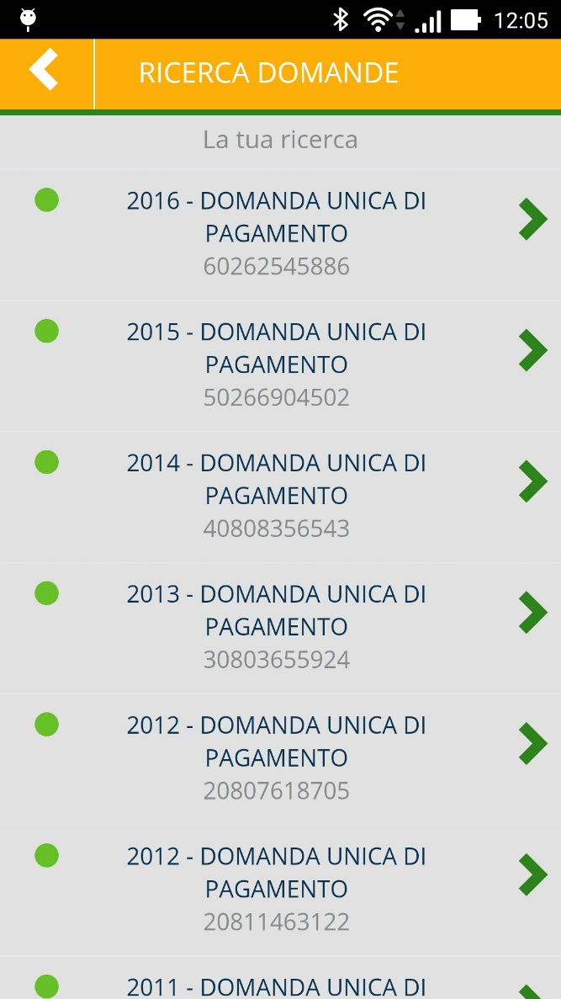 12:05
RICERCA DOMANDE
La tua ricerca
2016 - DOMANDA UNICA DI
PAGAMENTO
60262545886
2015 - DOMANDA UNICA DI
PAGAMENTO
50266904502
2014 - DOMANDA UNICA DI
PAGAMENTO
40808356543
2013 - DOMANDA UNICA DI
PAGAMENTO
30803655924
2012 - DOMANDA UNICA DI
PAGAMENTO
20807618705
2012 - DOMANDA UNICA DI
PAGAMENTO
20811463122
2011 - DOMANDA UNICA DI